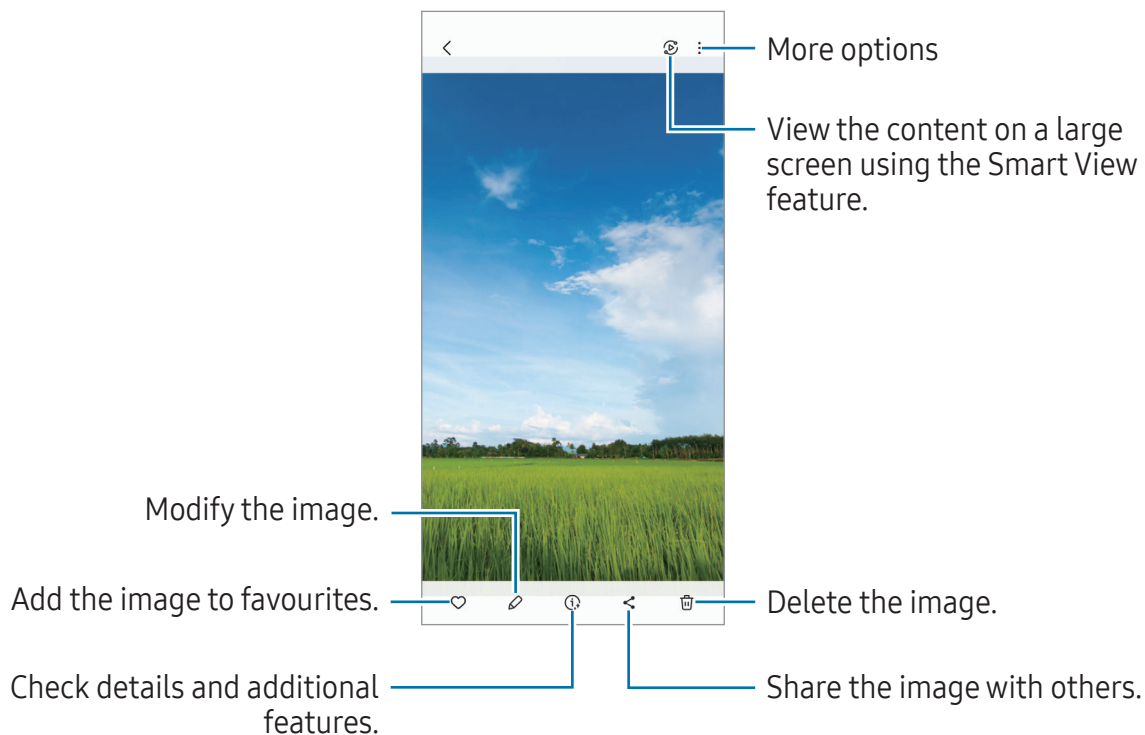 More options
View the content on a large
screen using the Smart View
feature.
Modify the image.
Add the image to favourites.
Delete the image.
Check details and additional
features.
Share the image with others.